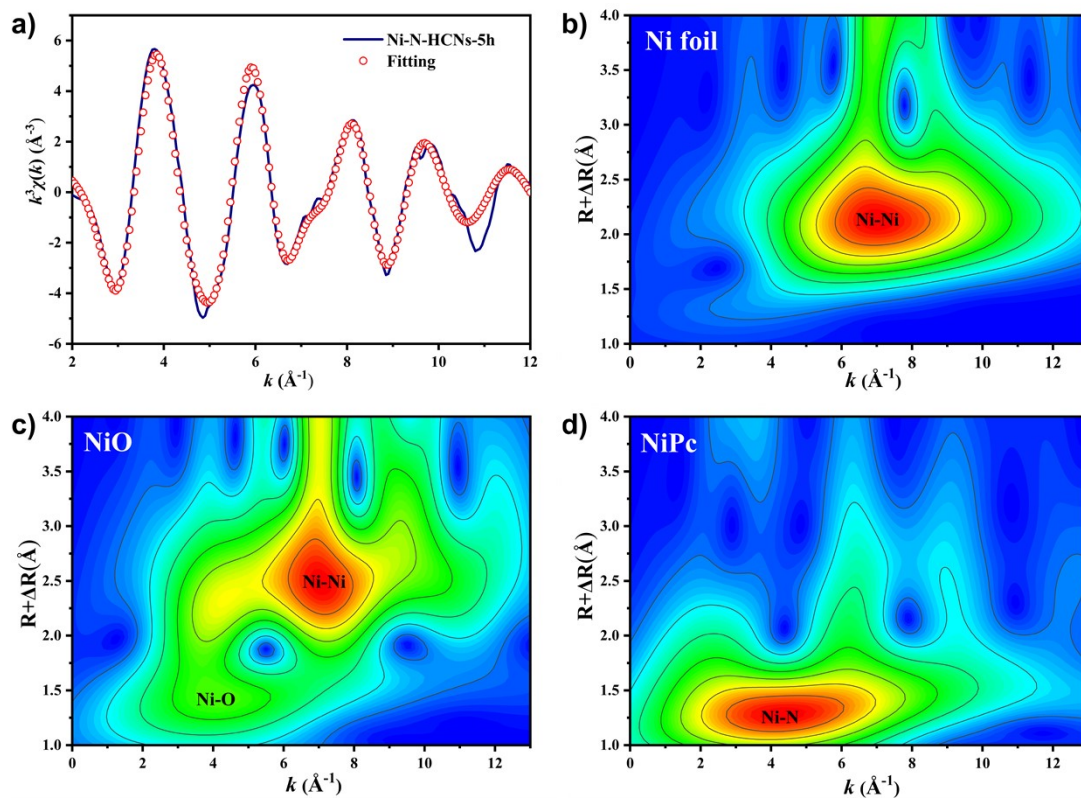 a)
6
4
2
0
-2
-4
-6
k³χ(k) (Å⁻³)
Ni-N-HCNs-5h
Fitting
2 4 6 8 10 12
k (Å⁻¹)
b)
Ni foil
4.0
3.5
3.0
2.5
2.0
1.5
1.0
R+ΔR(Å)
Ni-Ni
0 2 4 6 8 10 12
k (Å⁻¹)
c)
NiO
4.0
3.5
3.0
2.5
2.0
1.5
1.0
R+ΔR(Å)
Ni-Ni
Ni-O
0 2 4 6 8 10 12
k (Å⁻¹)
d)
NiPc
4.0
3.5
3.0
2.5
2.0
1.5
1.0
R+ΔR(Å)
Ni-N
0 2 4 6 8 10 12
k (Å⁻¹)